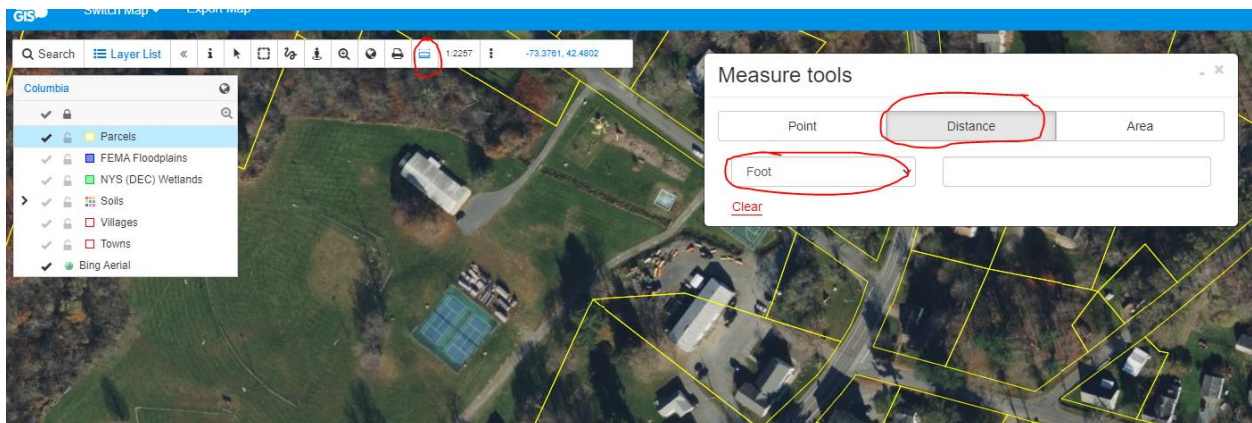 GIS
Switch Map
Export Map
Search Layer List « i 1:2257 -73.3761, 42.4802
Columbia
Parcels
FEMA Floodplains
NYS (DEC) Wetlands
Soils
Villages
Towns
Bing Aerial
Measure tools
Point Distance Area
Foot
Clear